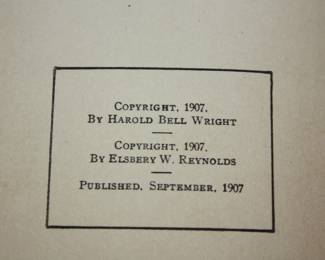 Copyright, 1907.
By Harold Bell Wright
Copyright, 1907.
By Elsbery W. Reynolds
Published, September, 1907